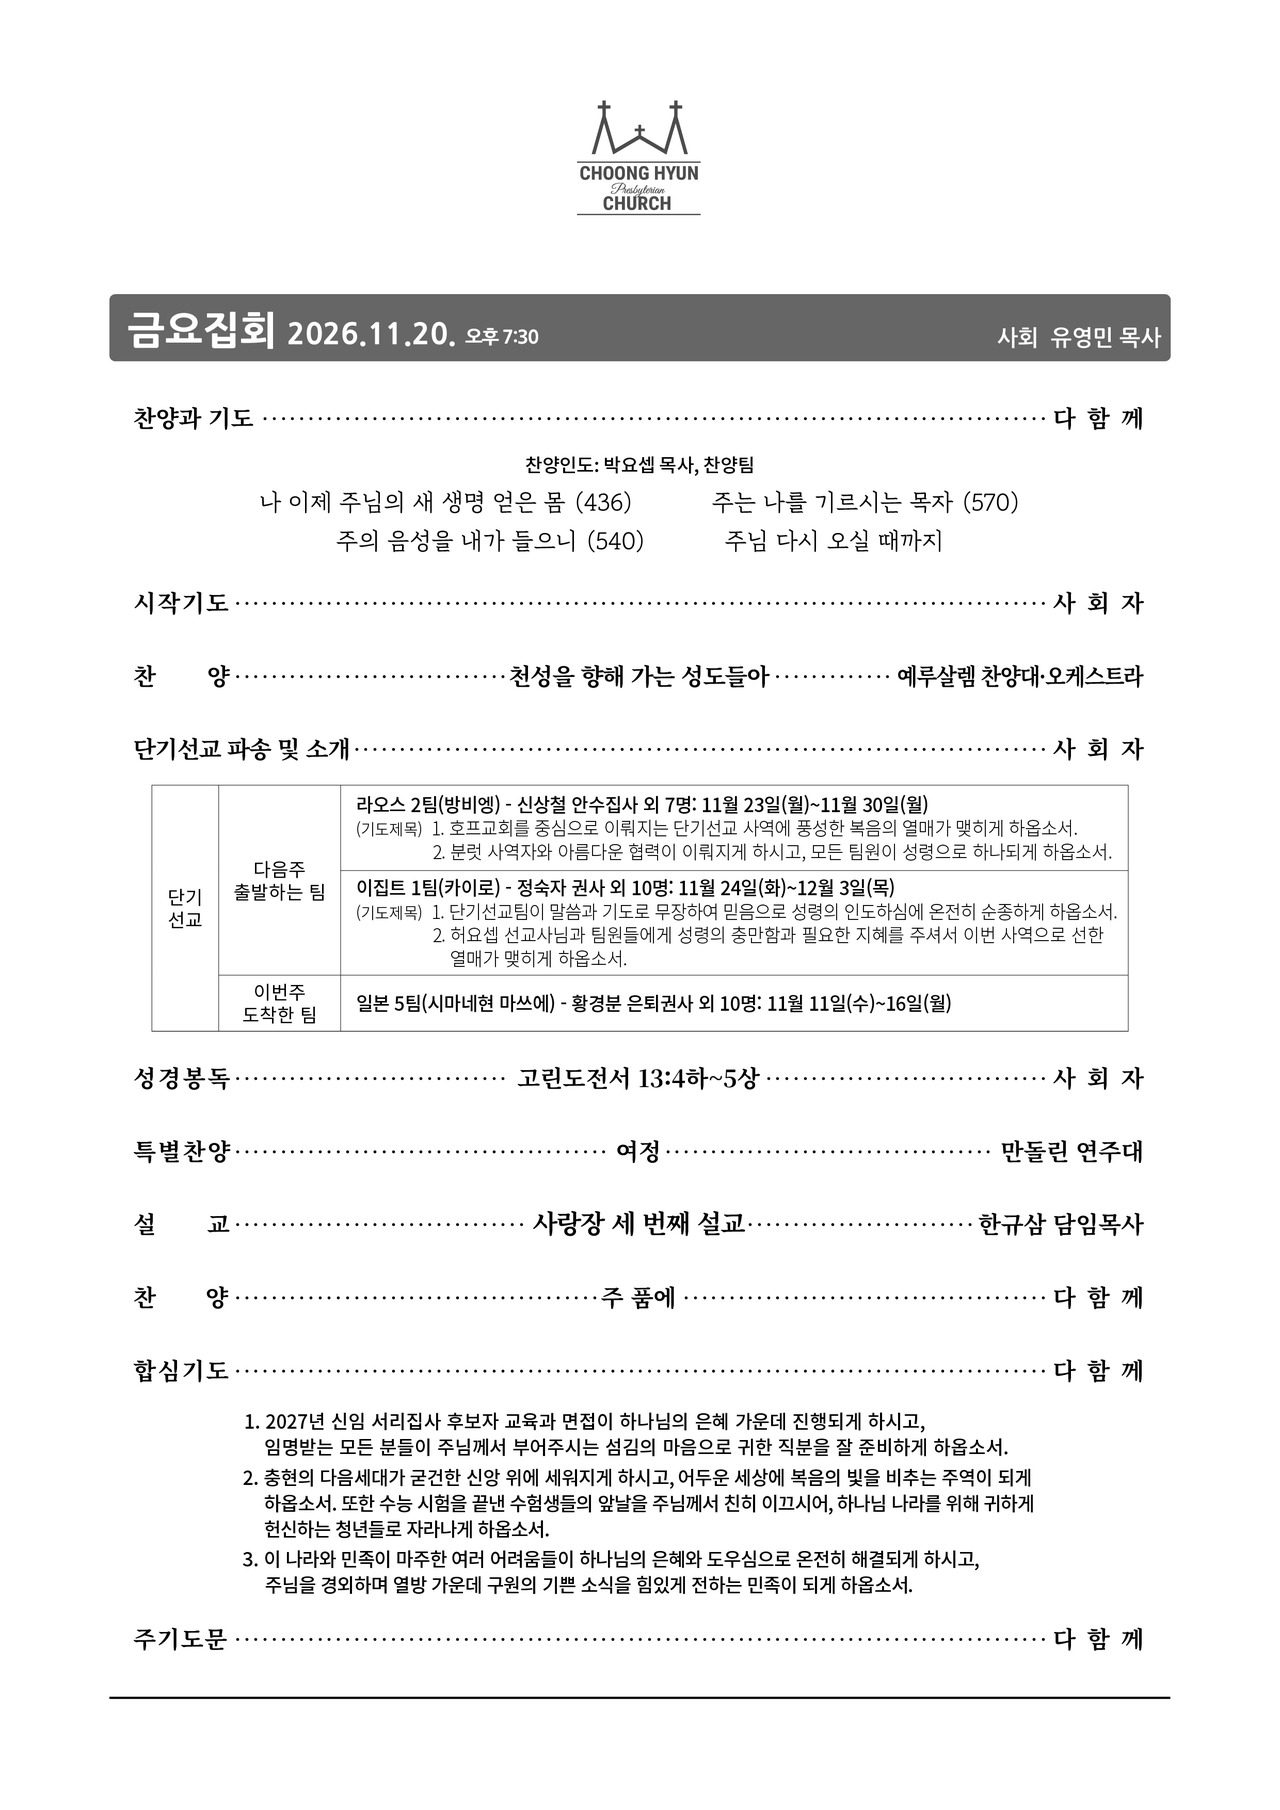 CHOONG HYUN
Presbyterian
CHURCH
금요집회 2026.11.20. 오후 7:30 사회 유영민 목사
찬양과 기도 다 함 께
찬양인도: 박요셉 목사, 찬양팀
나 이제 주님의 새 생명 얻은 몸 (436) 주는 나를 기르시는 목자 (570)
주의 음성을 내가 들으니 (540) 주님 다시 오실 때까지
시작기도 사 회 자
찬 양 천성을 향해 가는 성도들아 예루살렘 찬양대·오케스트라
단기선교 파송 및 소개 사 회 자
단기
선교
다음주
출발하는 팀
라오스 2팀(방비엥) - 신상철 안수집사 외 7명: 11월 23일(월)~11월 30일(월)
(기도제목) 1. 호프교회를 중심으로 이뤄지는 단기선교 사역에 풍성한 복음의 열매가 맺히게 하옵소서.
2. 분럿 사역자와 아름다운 협력이 이뤄지게 하시고, 모든 팀원이 성령으로 하나되게 하옵소서.
이집트 1팀(카이로) - 정숙자 권사 외 10명: 11월 24일(화)~12월 3일(목)
(기도제목) 1. 단기선교팀이 말씀과 기도로 무장하여 믿음으로 성령의 인도하심에 온전히 순종하게 하옵소서.
2. 허요셉 선교사님과 팀원들에게 성령의 충만함과 필요한 지혜를 주셔서 이번 사역으로 선한
열매가 맺히게 하옵소서.
이번주
도착한 팀
일본 5팀(시마네현 마쓰에) - 황경분 은퇴권사 외 10명: 11월 11일(수)~16일(월)
성경봉독 고린도전서 13:4하~5상 사 회 자
특별찬양 여정 만돌린 연주대
설 교 사랑장 세 번째 설교 한규삼 담임목사
찬 양 주 품에 다 함 께
합심기도 다 함 께
1. 2027년 신임 서리집사 후보자 교육과 면접이 하나님의 은혜 가운데 진행되게 하시고,
임명받는 모든 분들이 주님께서 부어주시는 섬김의 마음으로 귀한 직분을 잘 준비하게 하옵소서.
2. 충현의 다음세대가 굳건한 신앙 위에 세워지게 하시고, 어두운 세상에 복음의 빛을 비추는 주역이 되게
하옵소서. 또한 수능 시험을 끝낸 수험생들의 앞날을 주님께서 친히 이끄시어, 하나님 나라를 위해 귀하게
헌신하는 청년들로 자라나게 하옵소서.
3. 이 나라와 민족이 마주한 여러 어려움들이 하나님의 은혜와 도우심으로 온전히 해결되게 하시고,
주님을 경외하며 열방 가운데 구원의 기쁜 소식을 힘있게 전하는 민족이 되게 하옵소서.
주기도문 다 함 께